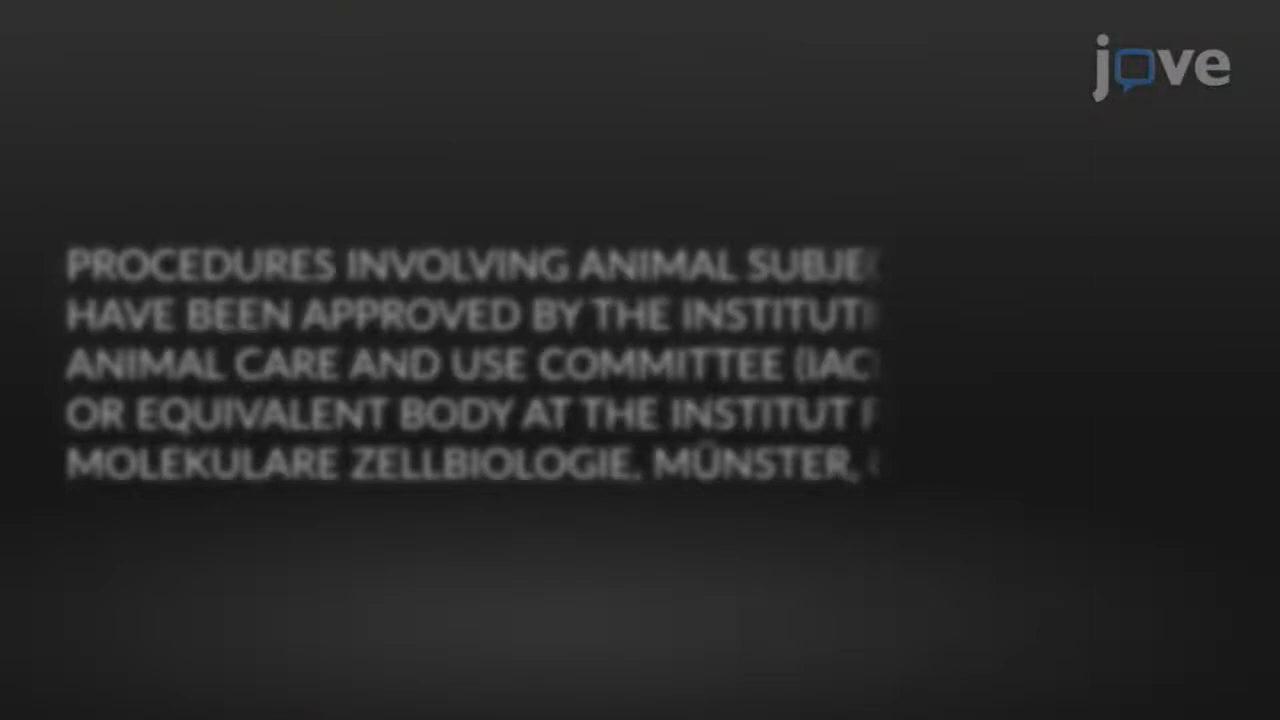 jove
PROCEDURES INVOLVING ANIMAL
HAVE BEEN APPROVED BY THE
ANIMAL CARE AND USE COMMITTEE
OR EQUIVALENT BODY AT THE INSTITUT
MOLEKULARE ZELLBIOLOGIE, MÜNSTER,